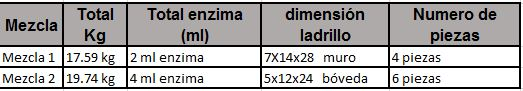 Mezcla Total Kg Total enzima (ml) dimensión ladrillo Numero de piezas
Mezcla 1 17.59 kg 2 ml enzima 7X14x28 muro 4 piezas
Mezcla 2 19.74 kg 4 ml enzima 5x12x24 bóveda 6 piezas